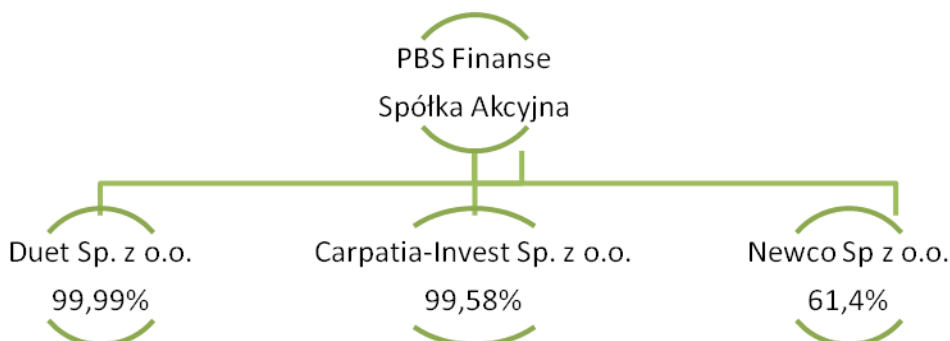 PBS Finanse
Spółka Akcyjna
Duet Sp. z o.o.
99,99%
Carpatia-Invest Sp. z o.o.
99,58%
Newco Sp z o.o.
61,4%